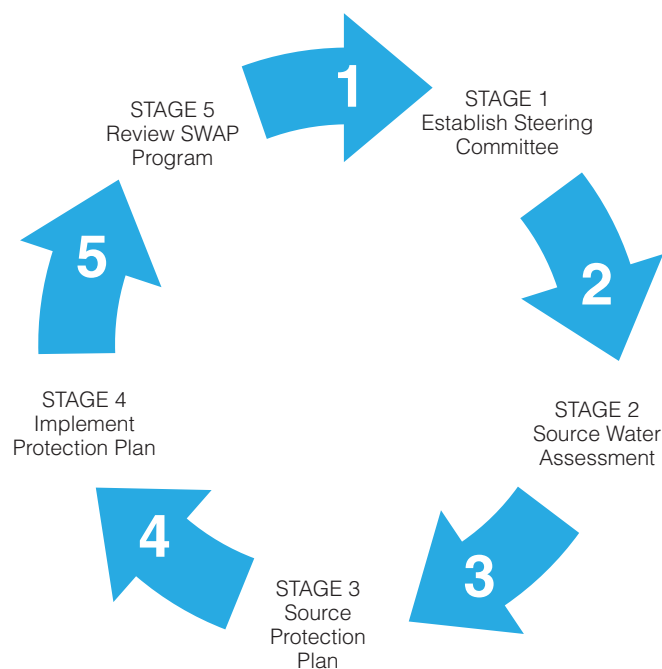 1
STAGE 1
Establish Steering
Committee
2
STAGE 2
Source Water
Assessment
3
STAGE 3
Source
Protection
Plan
4
STAGE 4
Implement
Protection Plan
5
STAGE 5
Review SWAP
Program